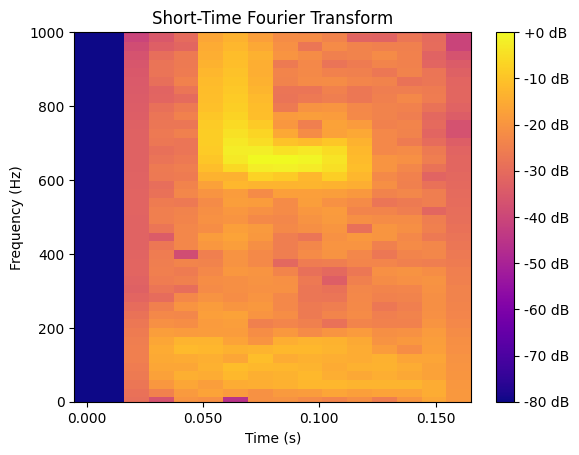 Short-Time Fourier Transform
1000
800
600
400
200
0
Frequency (Hz)
0.000
0.050
0.100
0.150
Time (s)
+0 dB
-10 dB
-20 dB
-30 dB
-40 dB
-50 dB
-60 dB
-70 dB
-80 dB